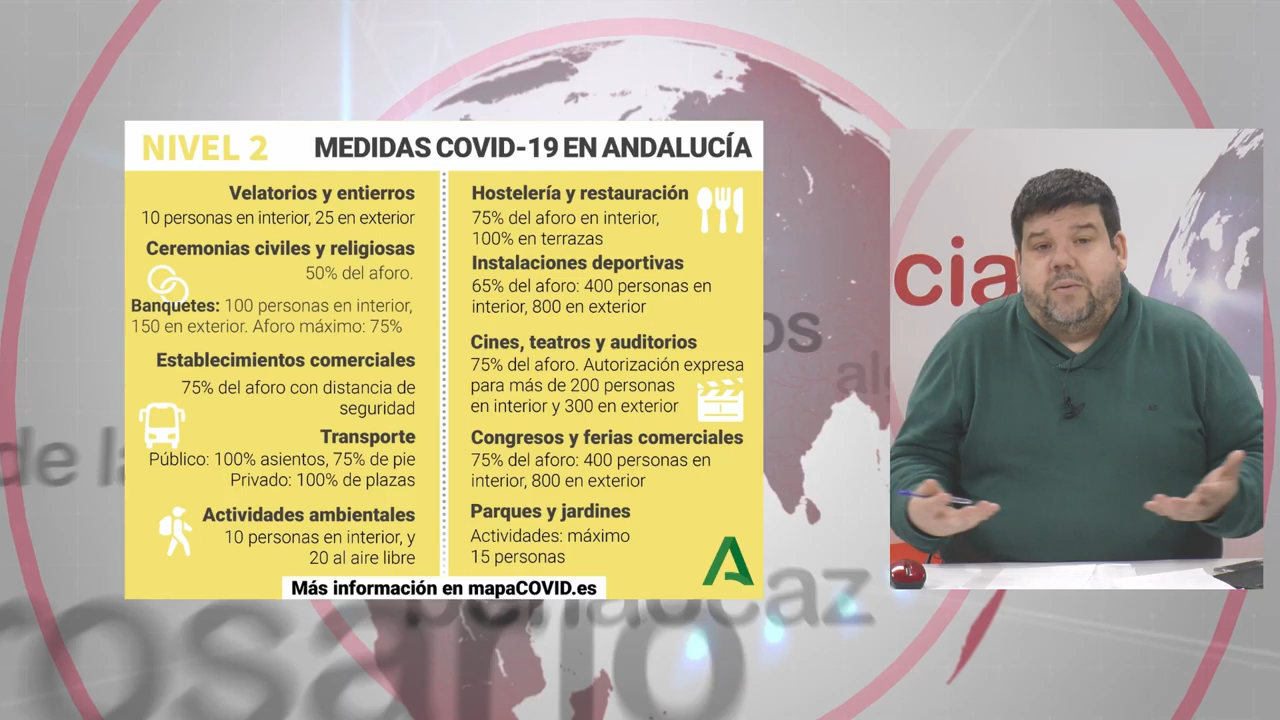 NIVEL 2
MEDIDAS COVID-19 EN ANDALUCÍA
Velatorios y entierros
10 personas en interior, 25 en exterior
Ceremonias civiles y religiosas
50% del aforo.
Banquetes: 100 personas en interior,
150 en exterior. Aforo máximo: 75%
Establecimientos comerciales
75% del aforo con distancia de
seguridad
Transporte
Público: 100% asientos, 75% de pie
Privado: 100% de plazas
Actividades ambientales
10 personas en interior, y
20 al aire libre
Hostelería y restauración
75% del aforo en interior,
100% en terrazas
Instalaciones deportivas
65% del aforo: 400 personas en
interior, 800 en exterior
Cines, teatros y auditorios
75% del aforo. Autorización expresa
para más de 200 personas
en interior y 300 en exterior
Congresos y ferias comerciales
75% del aforo: 400 personas en
interior, 800 en exterior
Parques y jardines
Actividades: máximo
15 personas
Más información en mapaCOVID.es
cia
os
de la
rosario